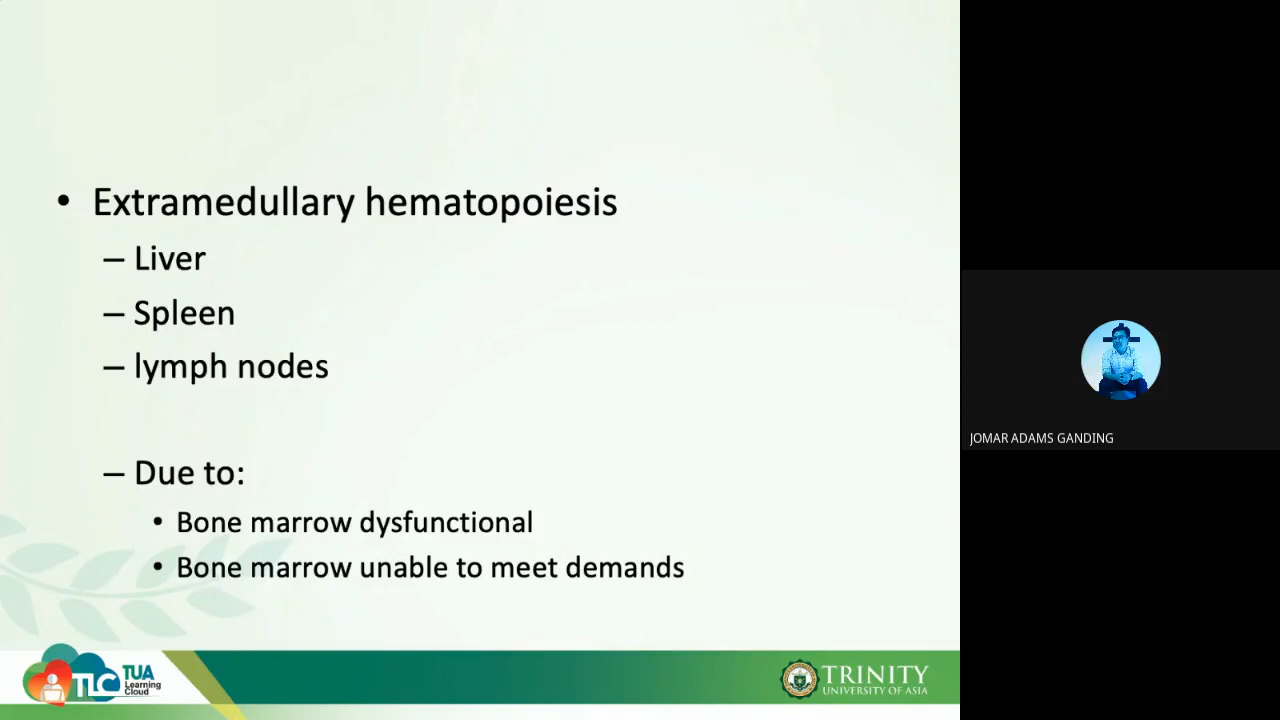 • Extramedullary hematopoiesis
– Liver
– Spleen
– lymph nodes
– Due to:
• Bone marrow dysfunctional
• Bone marrow unable to meet demands
JOMAR ADAMS GANDING
TLC
TUA
Learning
Cloud
TRINITY
UNIVERSITY OF ASIA